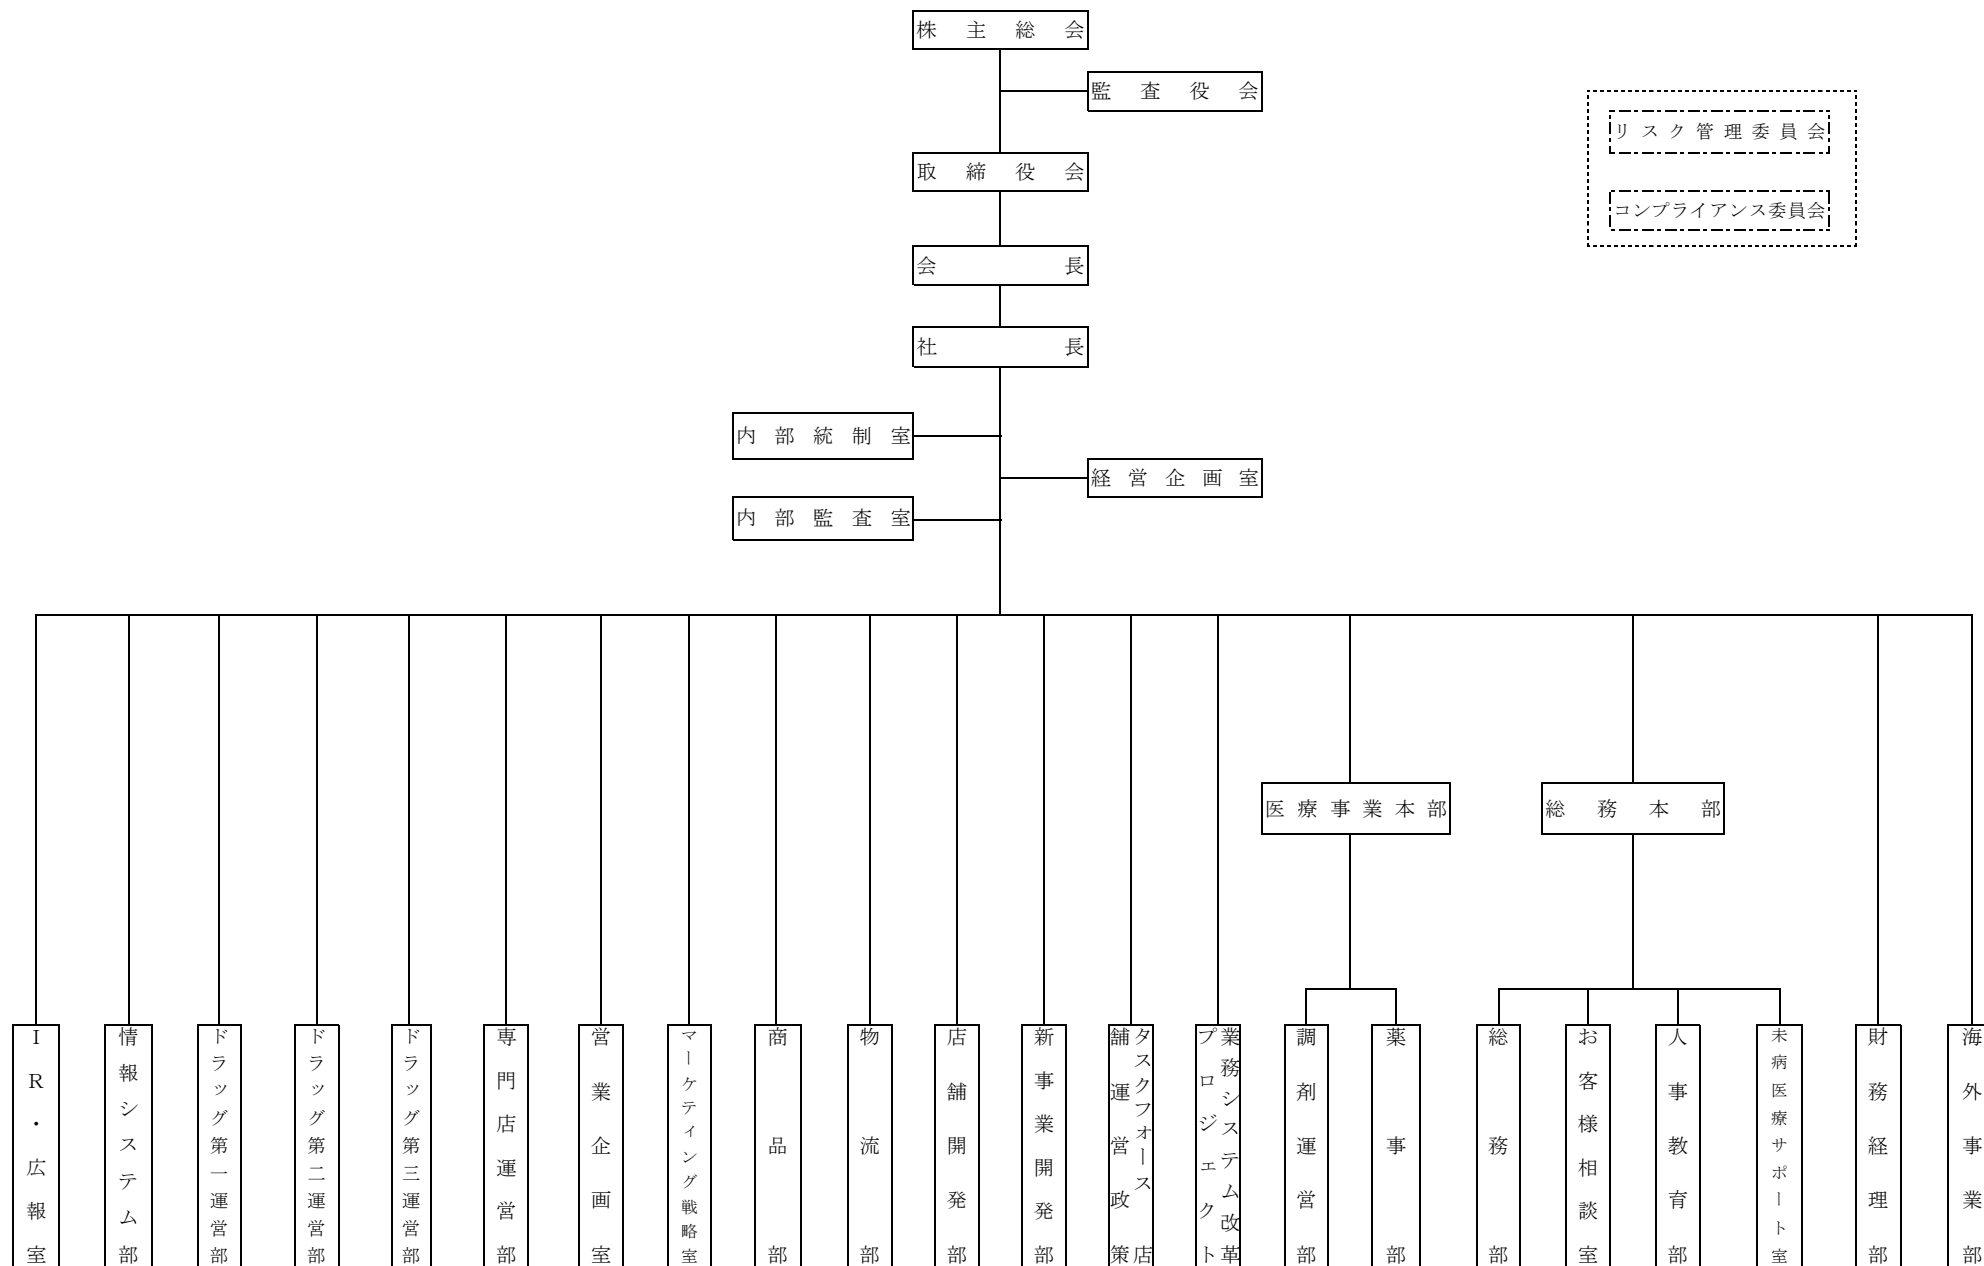 株主総会
監査役会
リスク管理委員会
取締役会
コンプライアンス委員会
会長
社長
内部統制室
経営企画室
内部監査室
医療事業本部
総務本部
IR・広報室
情報システム部
ドラッグ第一運営部
ドラッグ第二運営部
ドラッグ第三運営部
専門店運営部
営業企画室
マーケティング戦略室
商品部
物流部
店舗開発部
新事業開発部
タスクフォース店
舗運営政策
業務システム改革
プロジェクト
調剤運営部
薬事部
総務部
お客様相談室
人事教育部
未病医療サポート室
財務経理部
海外事業部